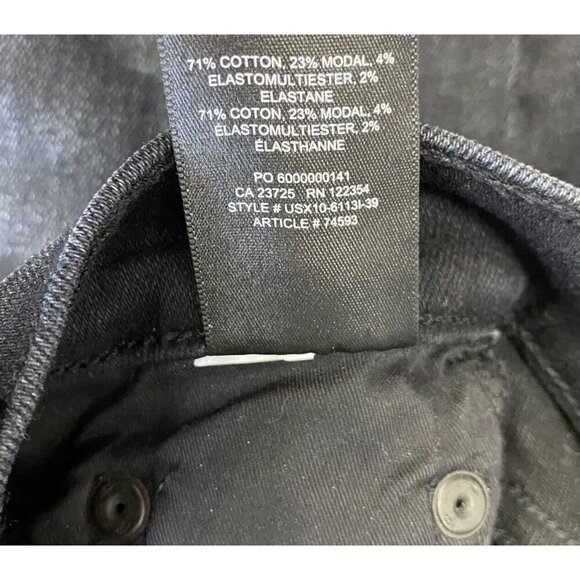 71% COTTON, 23% MODAL, 4%
ELASTOMULTIESTER, 2%
ELASTANE
71% COTON, 23% MODAL, 4%
ÉLASTOMULTIESTER, 2%
ÉLASTHANNE
PO 6000000141
CA 23725 RN 122354
STYLE # USX10-6113I-39
ARTICLE # 74593